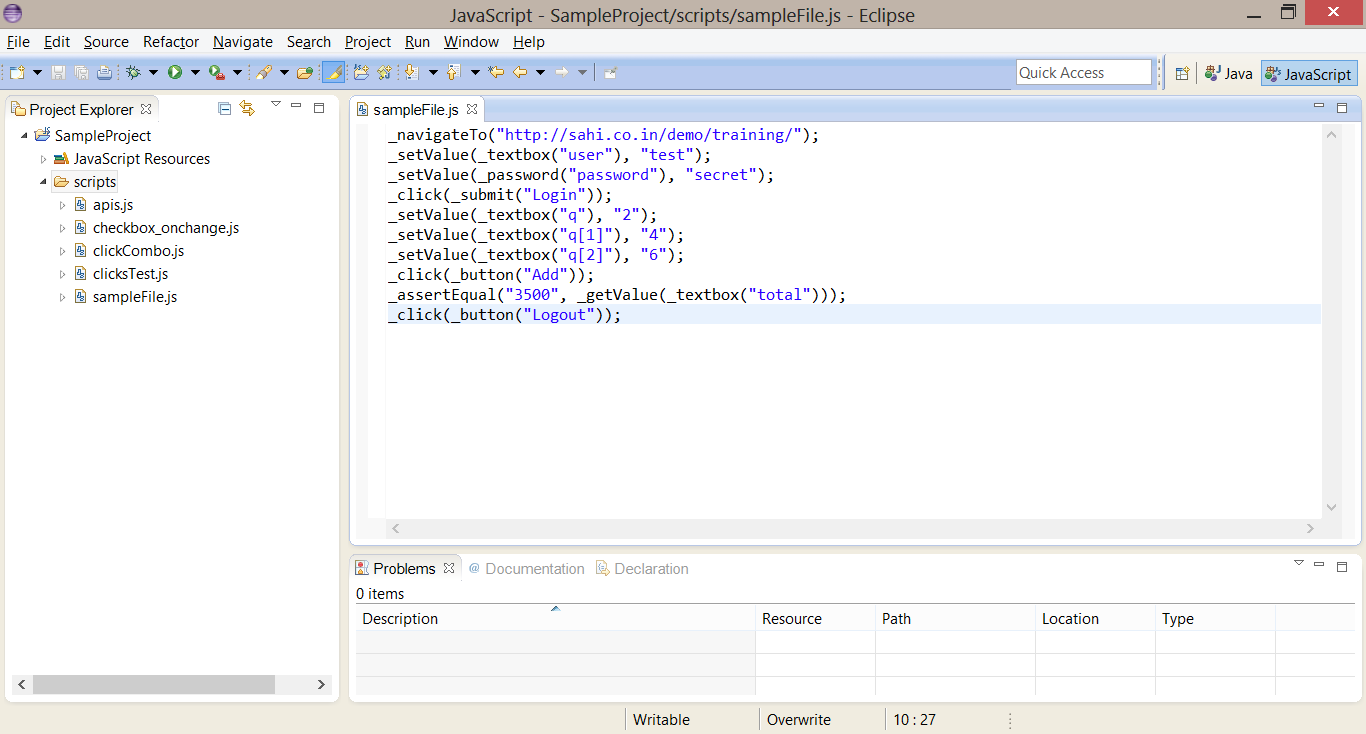 JavaScript - SampleProject/scripts/sampleFile.js - Eclipse
File Edit Source Refactor Navigate Search Project Run Window Help
Quick Access
Java
JavaScript
Project Explorer
SampleProject
JavaScript Resources
scripts
apis.js
checkbox_onchange.js
clickCombo.js
clicksTest.js
sampleFile.js
sampleFile.js
_navigateTo("http://sahi.co.in/demo/training/");
_setValue(_textbox("user"), "test");
_setValue(_password("password"), "secret");
_click(_submit("Login"));
_setValue(_textbox("q"), "2");
_setValue(_textbox("q[1]"), "4");
_setValue(_textbox("q[2]"), "6");
_click(_button("Add"));
_assertEqual("3500", _getValue(_textbox("total")));
_click(_button("Logout"));
Problems @ Documentation Declaration
0 items
Description Resource Path Location Type
Writable Overwrite 10 : 27